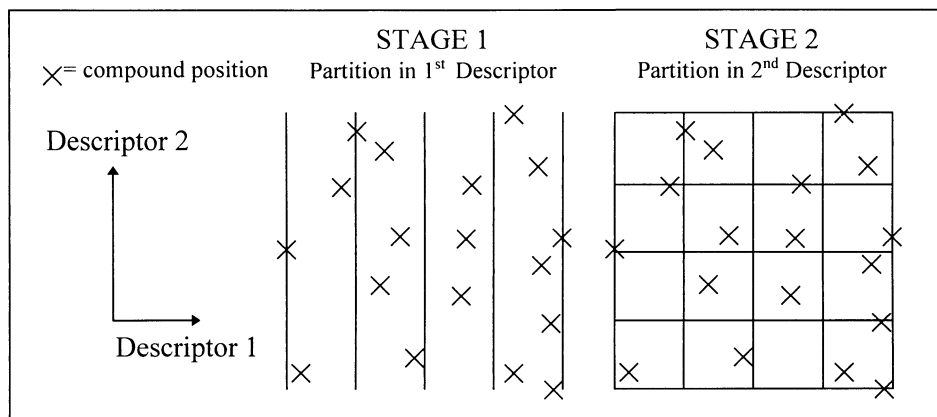 STAGE 1
Partition in 1st Descriptor
STAGE 2
Partition in 2nd Descriptor
= compound position
Descriptor 2
Descriptor 1